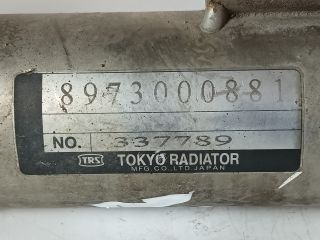 8973000881
NO. 337789
TRS TOKYO RADIATOR
MFG.CO.,LTD.JAPAN